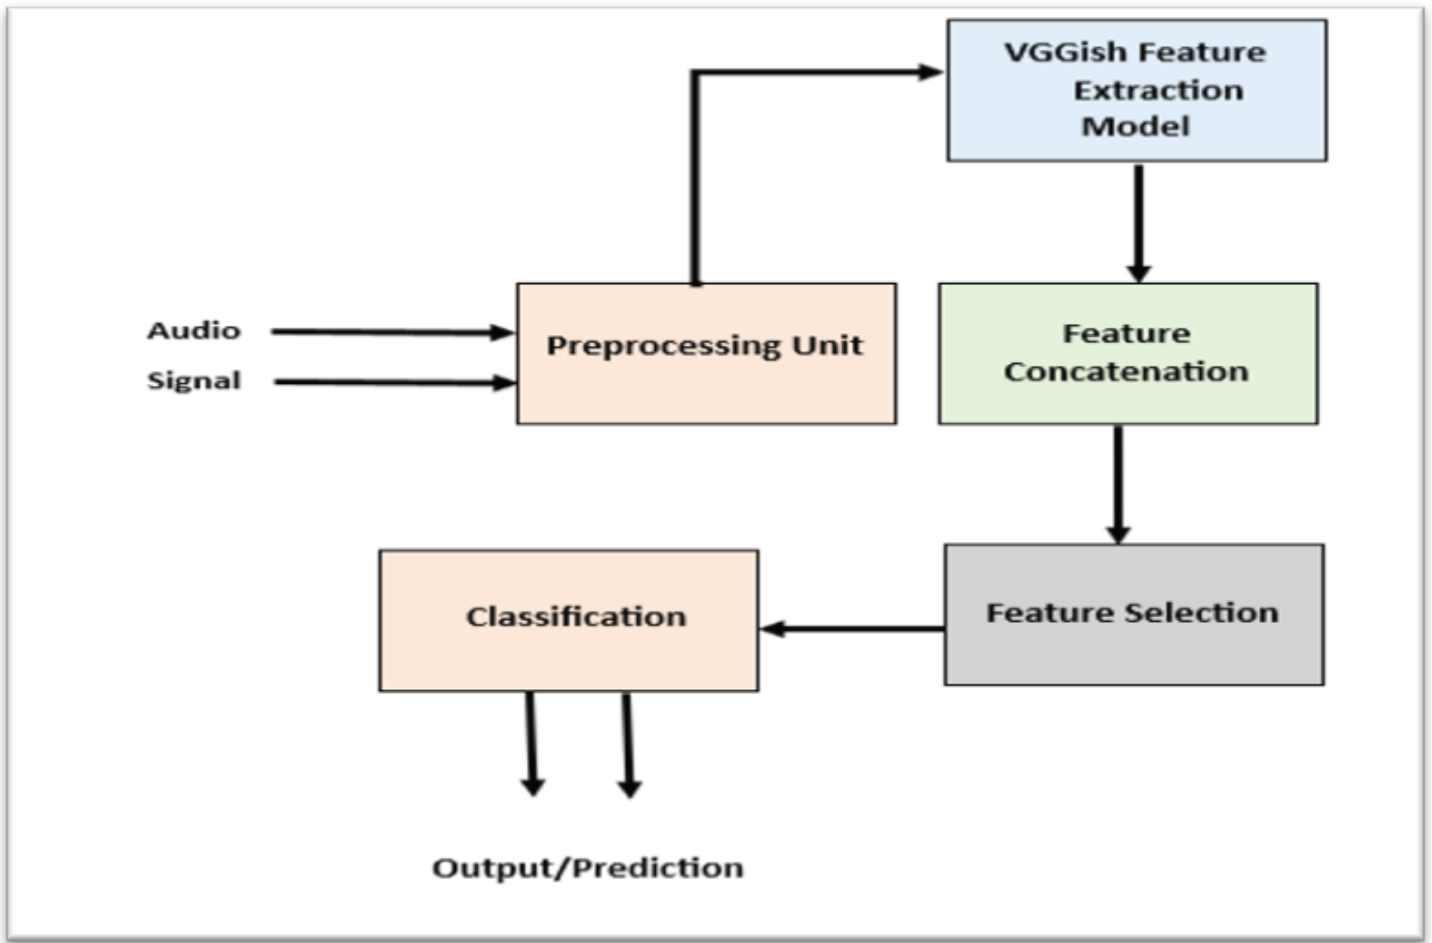 VGGish Feature
Extraction
Model
Audio
Signal
Preprocessing Unit
Feature
Concatenation
Classification
Feature Selection
Output/Prediction